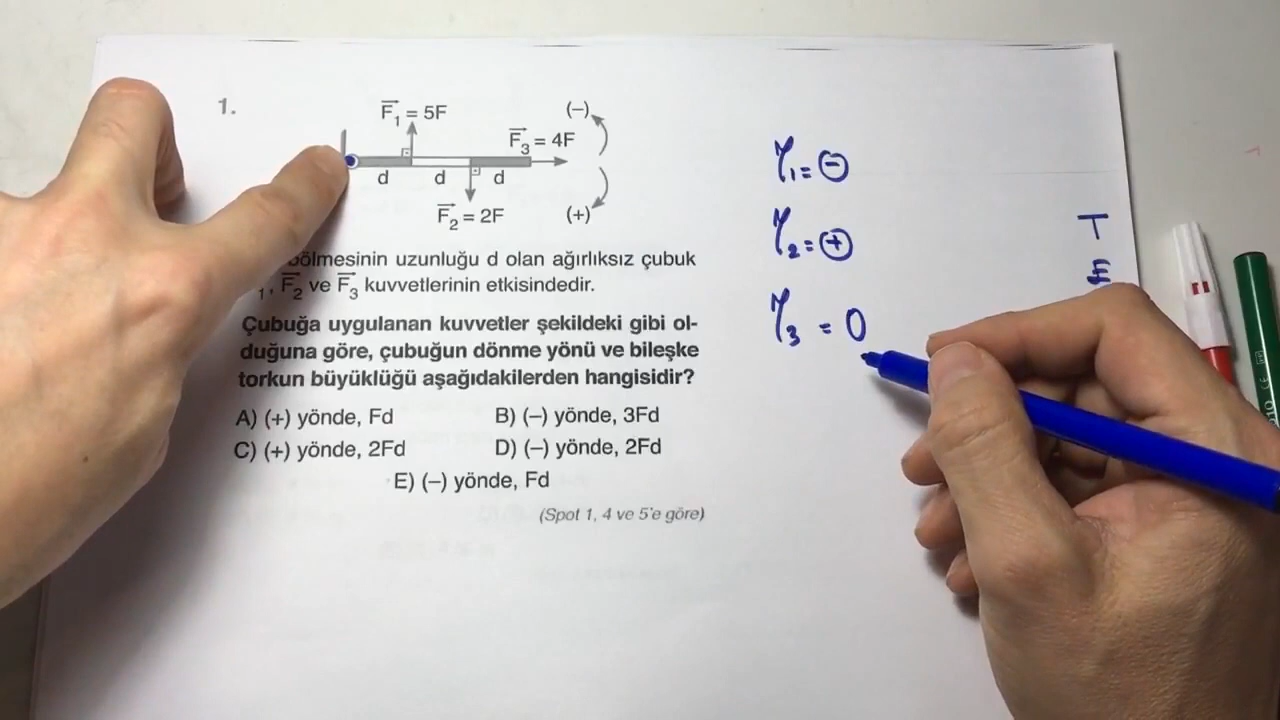 1.
F₁ = 5F
(–)
F₃ = 4F
d d d
F₂ = 2F
(+)
bölmesinin uzunluğu d olan ağırlıksız çubuk
₁, F₂ ve F₃ kuvvetlerinin etkisindedir.
Çubuğa uygulanan kuvvetler şekildeki gibi ol-
duğuna göre, çubuğun dönme yönü ve bileşke
torkun büyüklüğü aşağıdakilerden hangisidir?
A) (+) yönde, Fd B) (–) yönde, 3Fd
C) (+) yönde, 2Fd D) (–) yönde, 2Fd
E) (–) yönde, Fd
(Spot 1, 4 ve 5'e göre)
τ₁ = ⊖
τ₂ = ⊕
τ₃ = 0
T
E